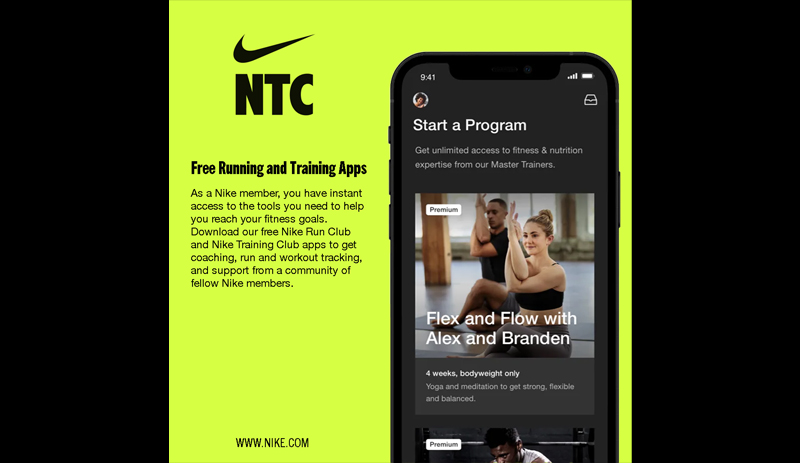 NTC
Free Running and Training Apps
As a Nike member, you have instant
access to the tools you need to help
you reach your fitness goals.
Download our free Nike Run Club
and Nike Training Club apps to get
coaching, run and workout tracking,
and support from a community of
fellow Nike members.
WWW.NIKE.COM
9:41
Start a Program
Get unlimited access to fitness & nutrition
expertise from our Master Trainers.
Premium
Flex and Flow with
Alex and Branden
4 weeks, bodyweight only
Yoga and meditation to get strong, flexible
and balanced.
Premium